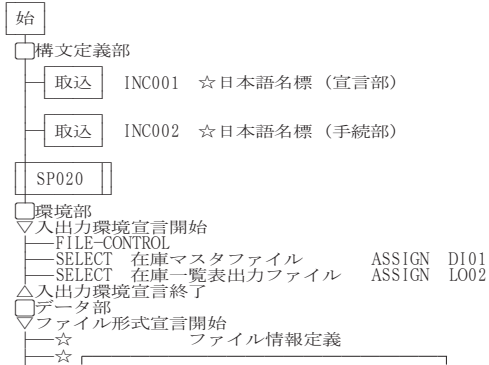 始
構文定義部
取込 INC001 ☆日本語名標（宣言部）
取込 INC002 ☆日本語名標（手続部）
SP020
環境部
▽入出力環境宣言開始
FILE-CONTROL
SELECT 在庫マスタファイル ASSIGN DI01
SELECT 在庫一覧表出力ファイル ASSIGN LO02
△入出力環境宣言終了
データ部
▽ファイル形式宣言開始
☆ ファイル情報定義
☆